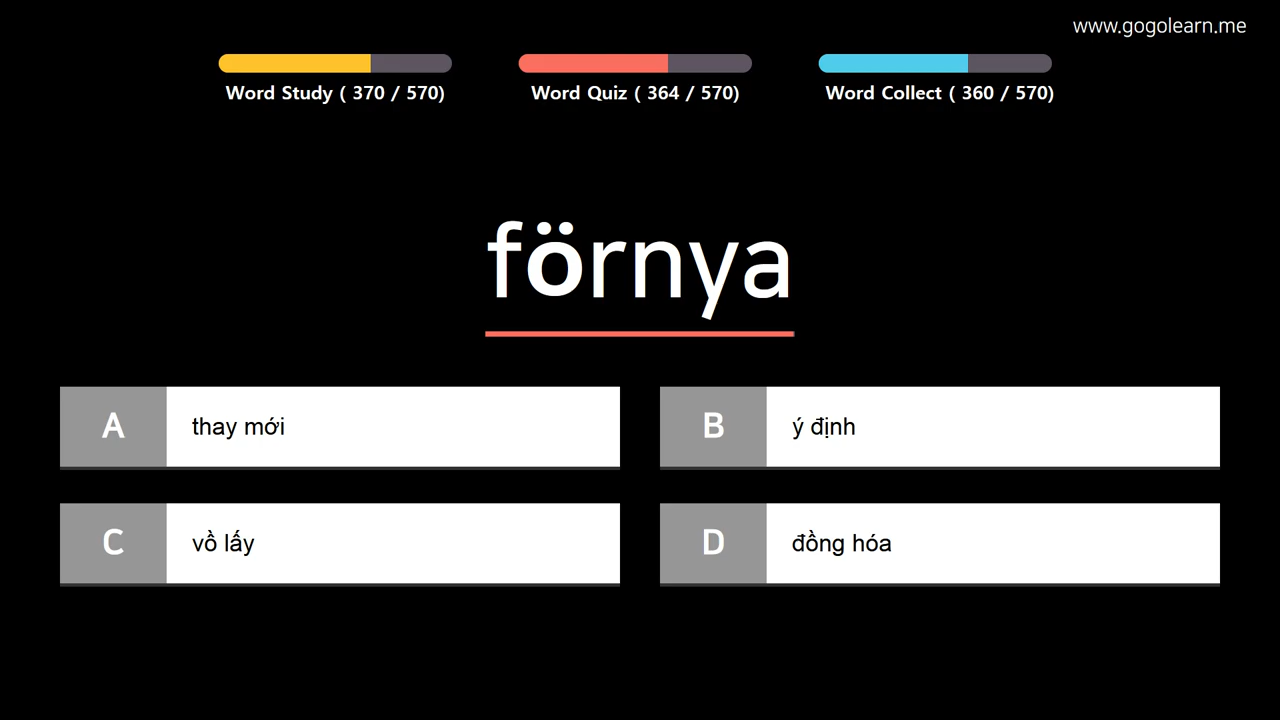 www.gogolearn.me
Word Study ( 370 / 570)
Word Quiz ( 364 / 570)
Word Collect ( 360 / 570)
förnya
A
thay mới
B
ý định
C
vồ lấy
D
đồng hóa